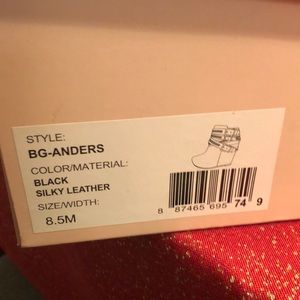 STYLE:
BG-ANDERS
COLOR/MATERIAL:
BLACK
SILKY LEATHER
SIZE/WIDTH:
8.5M
8 87465 695 74 9